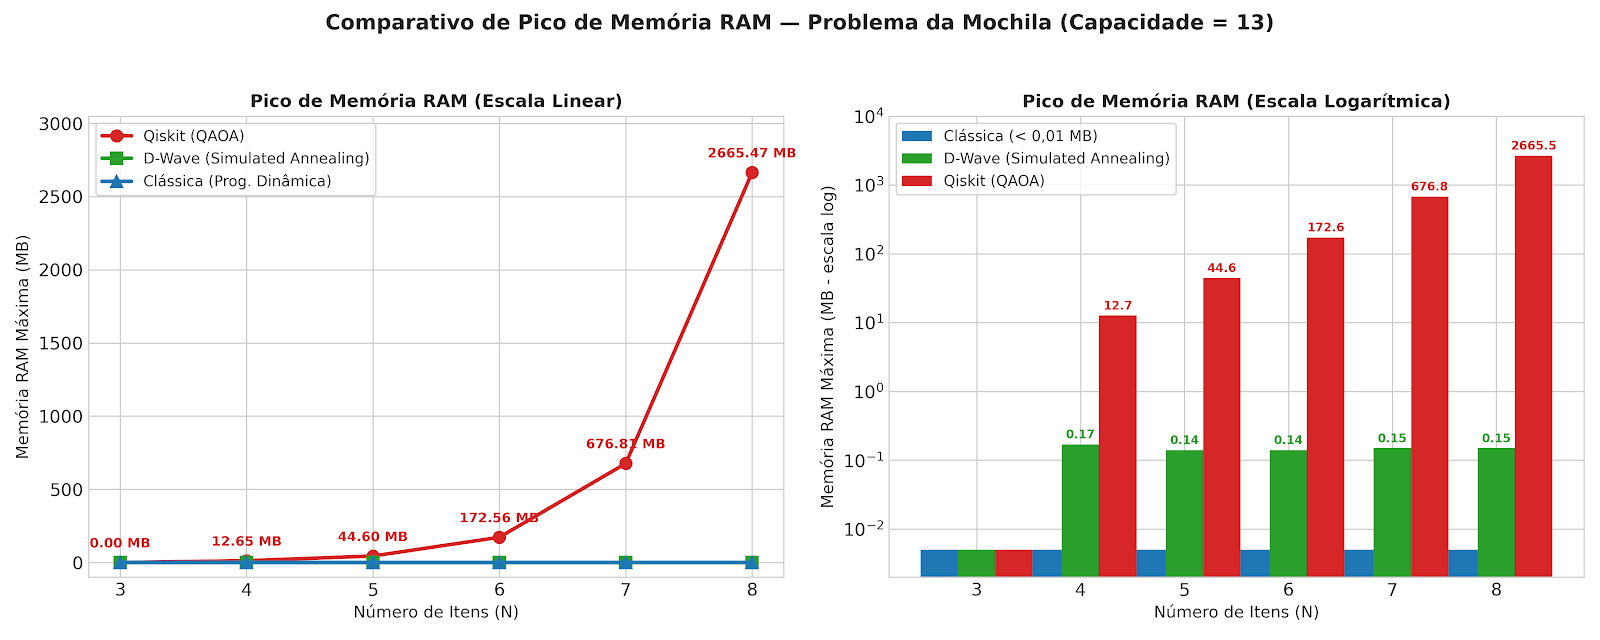 Comparativo de Pico de Memória RAM — Problema da Mochila (Capacidade = 13)
Pico de Memória RAM (Escala Linear)
Memória RAM Máxima (MB)
3000
2500
2000
1500
1000
500
0
Qiskit (QAOA)
D-Wave (Simulated Annealing)
Clássica (Prog. Dinâmica)
0.00 MB
12.65 MB
44.60 MB
172.56 MB
676.81 MB
2665.47 MB
3 4 5 6 7 8
Número de Itens (N)
Pico de Memória RAM (Escala Logarítmica)
Memória RAM Máxima (MB - escala log)
10⁴
10³
10²
10¹
10⁰
10⁻¹
10⁻²
Clássica (< 0,01 MB)
D-Wave (Simulated Annealing)
Qiskit (QAOA)
0.17
12.7
0.14
44.6
0.14
172.6
0.15
676.8
0.15
2665.5
3 4 5 6 7 8
Número de Itens (N)